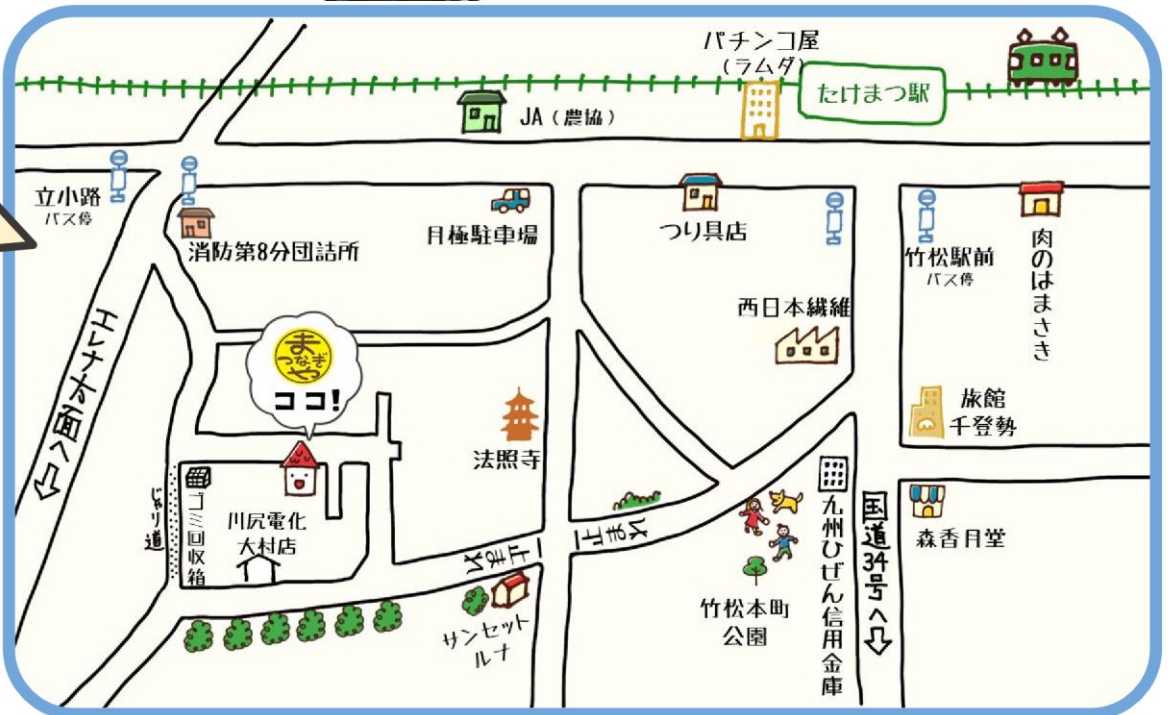 パチンコ屋
(ラムダ)
たけまつ駅
JA(農協)
立小路
バス停
消防第8分団詰所
月極駐車場
つり具店
竹松駅前
バス停
肉のはまさき
西日本繊維
エレナ方面へ
ま
つなぎ
や
ココ!
法照寺
旅館
千登勢
じゃり道
ゴミ回収箱
川尻電化
大村店
止まれ
止まれ
サンセット
ルナ
竹松本町
公園
九州ひぜん信用金庫
国道34号へ
森香月堂